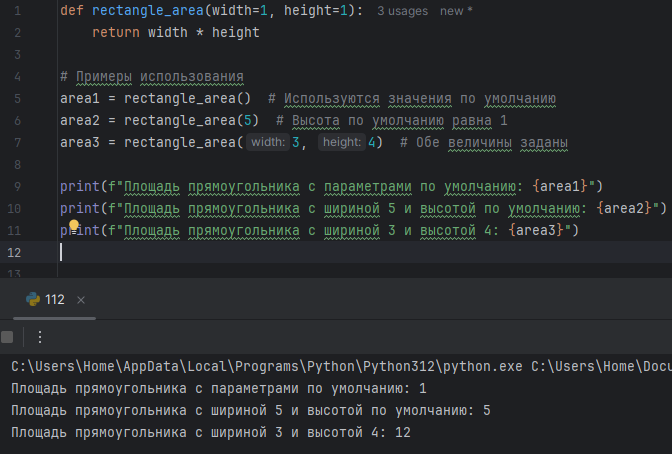 1 def rectangle_area(width=1, height=1): 3 usages new *
2 return width * height
3
4 # Примеры использования
5 area1 = rectangle_area() # Используются значения по умолчанию
6 area2 = rectangle_area(5) # Высота по умолчанию равна 1
7 area3 = rectangle_area( width: 3, height: 4) # Обе величины заданы
8
9 print(f"Площадь прямоугольника с параметрами по умолчанию: {area1}")
10 print(f"Площадь прямоугольника с шириной 5 и высотой по умолчанию: {area2}")
11 print(f"Площадь прямоугольника с шириной 3 и высотой 4: {area3}")
12
13
112
C:\Users\Home\AppData\Local\Programs\Python\Python312\python.exe C:\Users\Home\Docu
Площадь прямоугольника с параметрами по умолчанию: 1
Площадь прямоугольника с шириной 5 и высотой по умолчанию: 5
Площадь прямоугольника с шириной 3 и высотой 4: 12